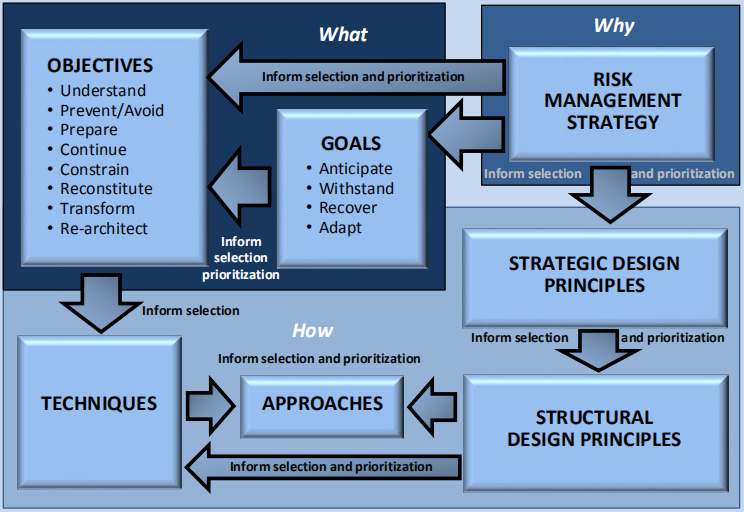 What
Why
OBJECTIVES
• Understand
• Prevent/Avoid
• Prepare
• Continue
• Constrain
• Reconstitute
• Transform
• Re-architect
Inform selection and prioritization
RISK
MANAGEMENT
STRATEGY
GOALS
• Anticipate
• Withstand
• Recover
• Adapt
Inform
selection
prioritization
Inform selection and prioritization
STRATEGIC DESIGN
PRINCIPLES
Inform selection
How
Inform selection and prioritization
Inform selection and prioritization
TECHNIQUES
APPROACHES
STRUCTURAL
DESIGN PRINCIPLES
Inform selection and prioritization